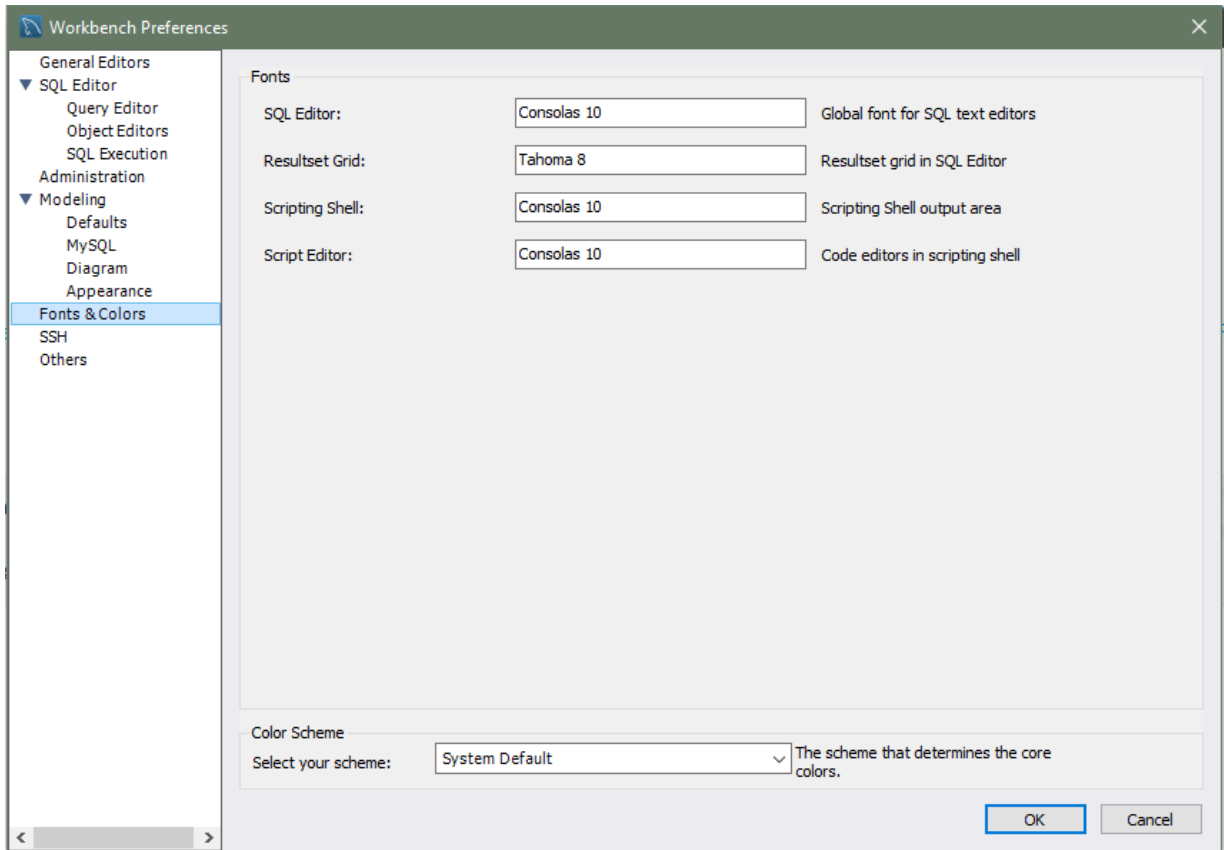 Workbench Preferences
General Editors
SQL Editor
Query Editor
Object Editors
SQL Execution
Administration
Modeling
Defaults
MySQL
Diagram
Appearance
Fonts & Colors
SSH
Others
Fonts
SQL Editor: Consolas 10 Global font for SQL text editors
Resultset Grid: Tahoma 8 Resultset grid in SQL Editor
Scripting Shell: Consolas 10 Scripting Shell output area
Script Editor: Consolas 10 Code editors in scripting shell
Color Scheme
Select your scheme: System Default The scheme that determines the core
colors.
OK Cancel